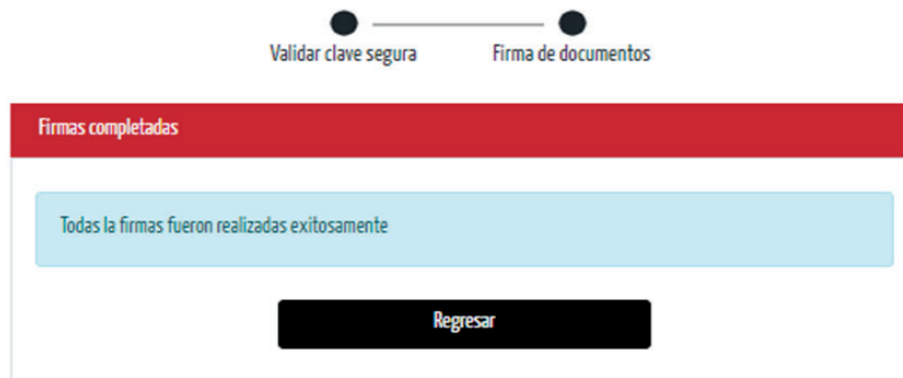 Validar clave segura
Firma de documentos
Firmas completadas
Todas la firmas fueron realizadas exitosamente
Regresar